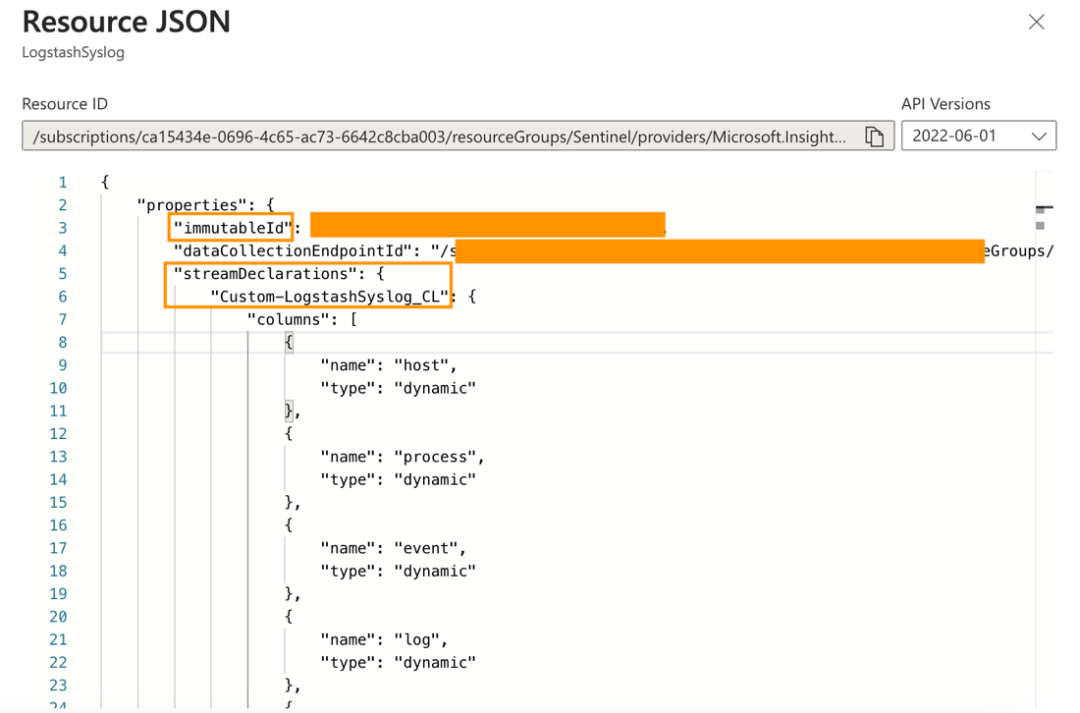 Resource JSON
LogstashSyslog
Resource ID
API Versions
/subscriptions/ca15434e-0696-4c65-ac73-6642c8cba003/resourceGroups/Sentinel/providers/Microsoft.Insight...
2022-06-01
1 {
2 "properties": {
3 "immutableId":
4 "dataCollectionEndpointId": "/s eGroups/
5 "streamDeclarations": {
6 "Custom-LogstashSyslog_CL": {
7 "columns": [
8 {
9 "name": "host",
10 "type": "dynamic"
11 },
12 {
13 "name": "process",
14 "type": "dynamic"
15 },
16 {
17 "name": "event",
18 "type": "dynamic"
19 },
20 {
21 "name": "log",
22 "type": "dynamic"
23 },
24 {